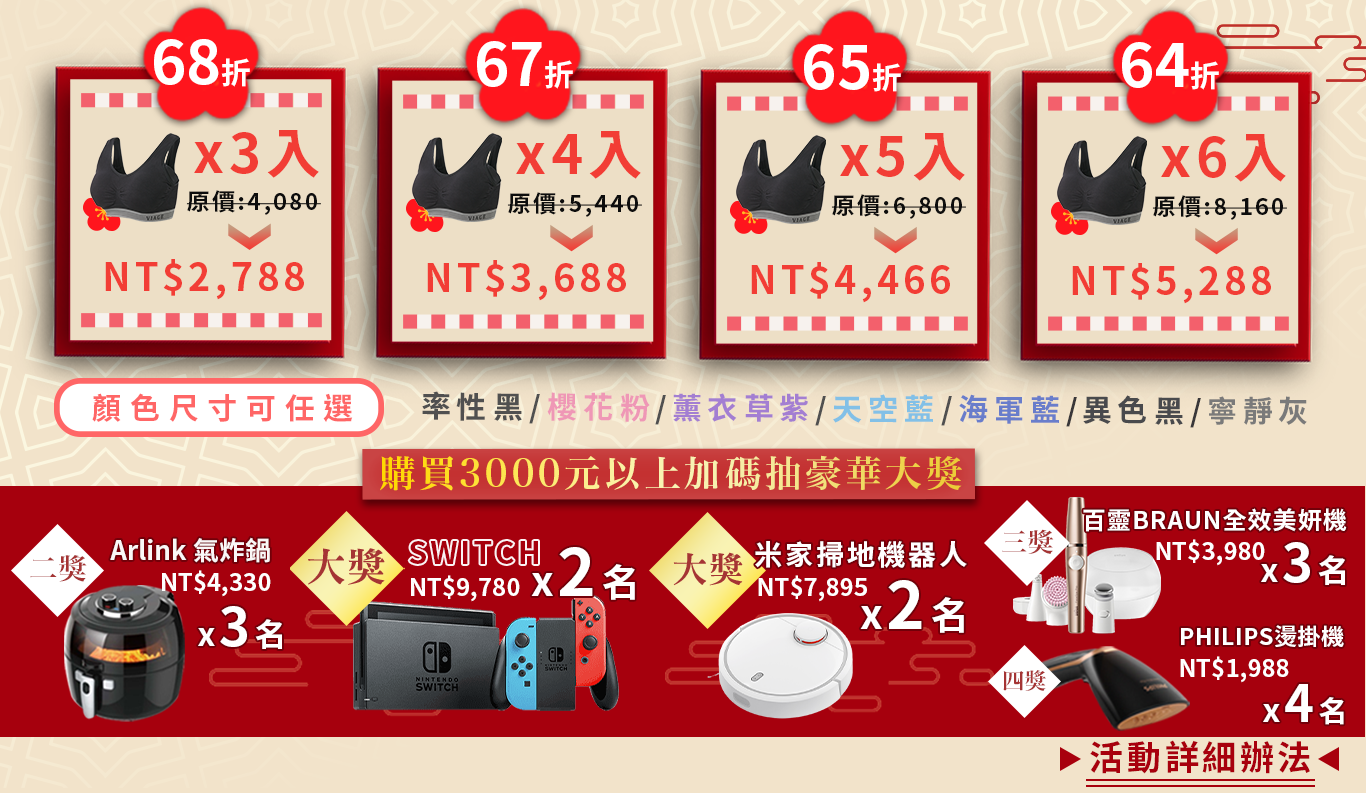 68折
x3入
原價:4,080
NT$2,788
67折
x4入
原價:5,440
NT$3,688
65折
x5入
原價:6,800
NT$4,466
64折
x6入
原價:8,160
NT$5,288
VIAGE
VIAGE
VIAGE
VIAGE
顏色尺寸可任選
率性黑/櫻花粉/薰衣草紫/天空藍/海軍藍/異色黑/寧靜灰
購買3000元以上加碼抽豪華大獎
二獎
Arlink 氣炸鍋
NT$4,330
x3名
大獎
SWITCH
NT$9,780
x2名
NINTENDO
SWITCH
NINTENDO
SWITCH
大獎
米家掃地機器人
NT$7,895
x2名
三獎
百靈BRAUN全效美妍機
NT$3,980
x3名
四獎
PHILIPS燙掛機
NT$1,988
x4名
▶活動詳細辦法◀